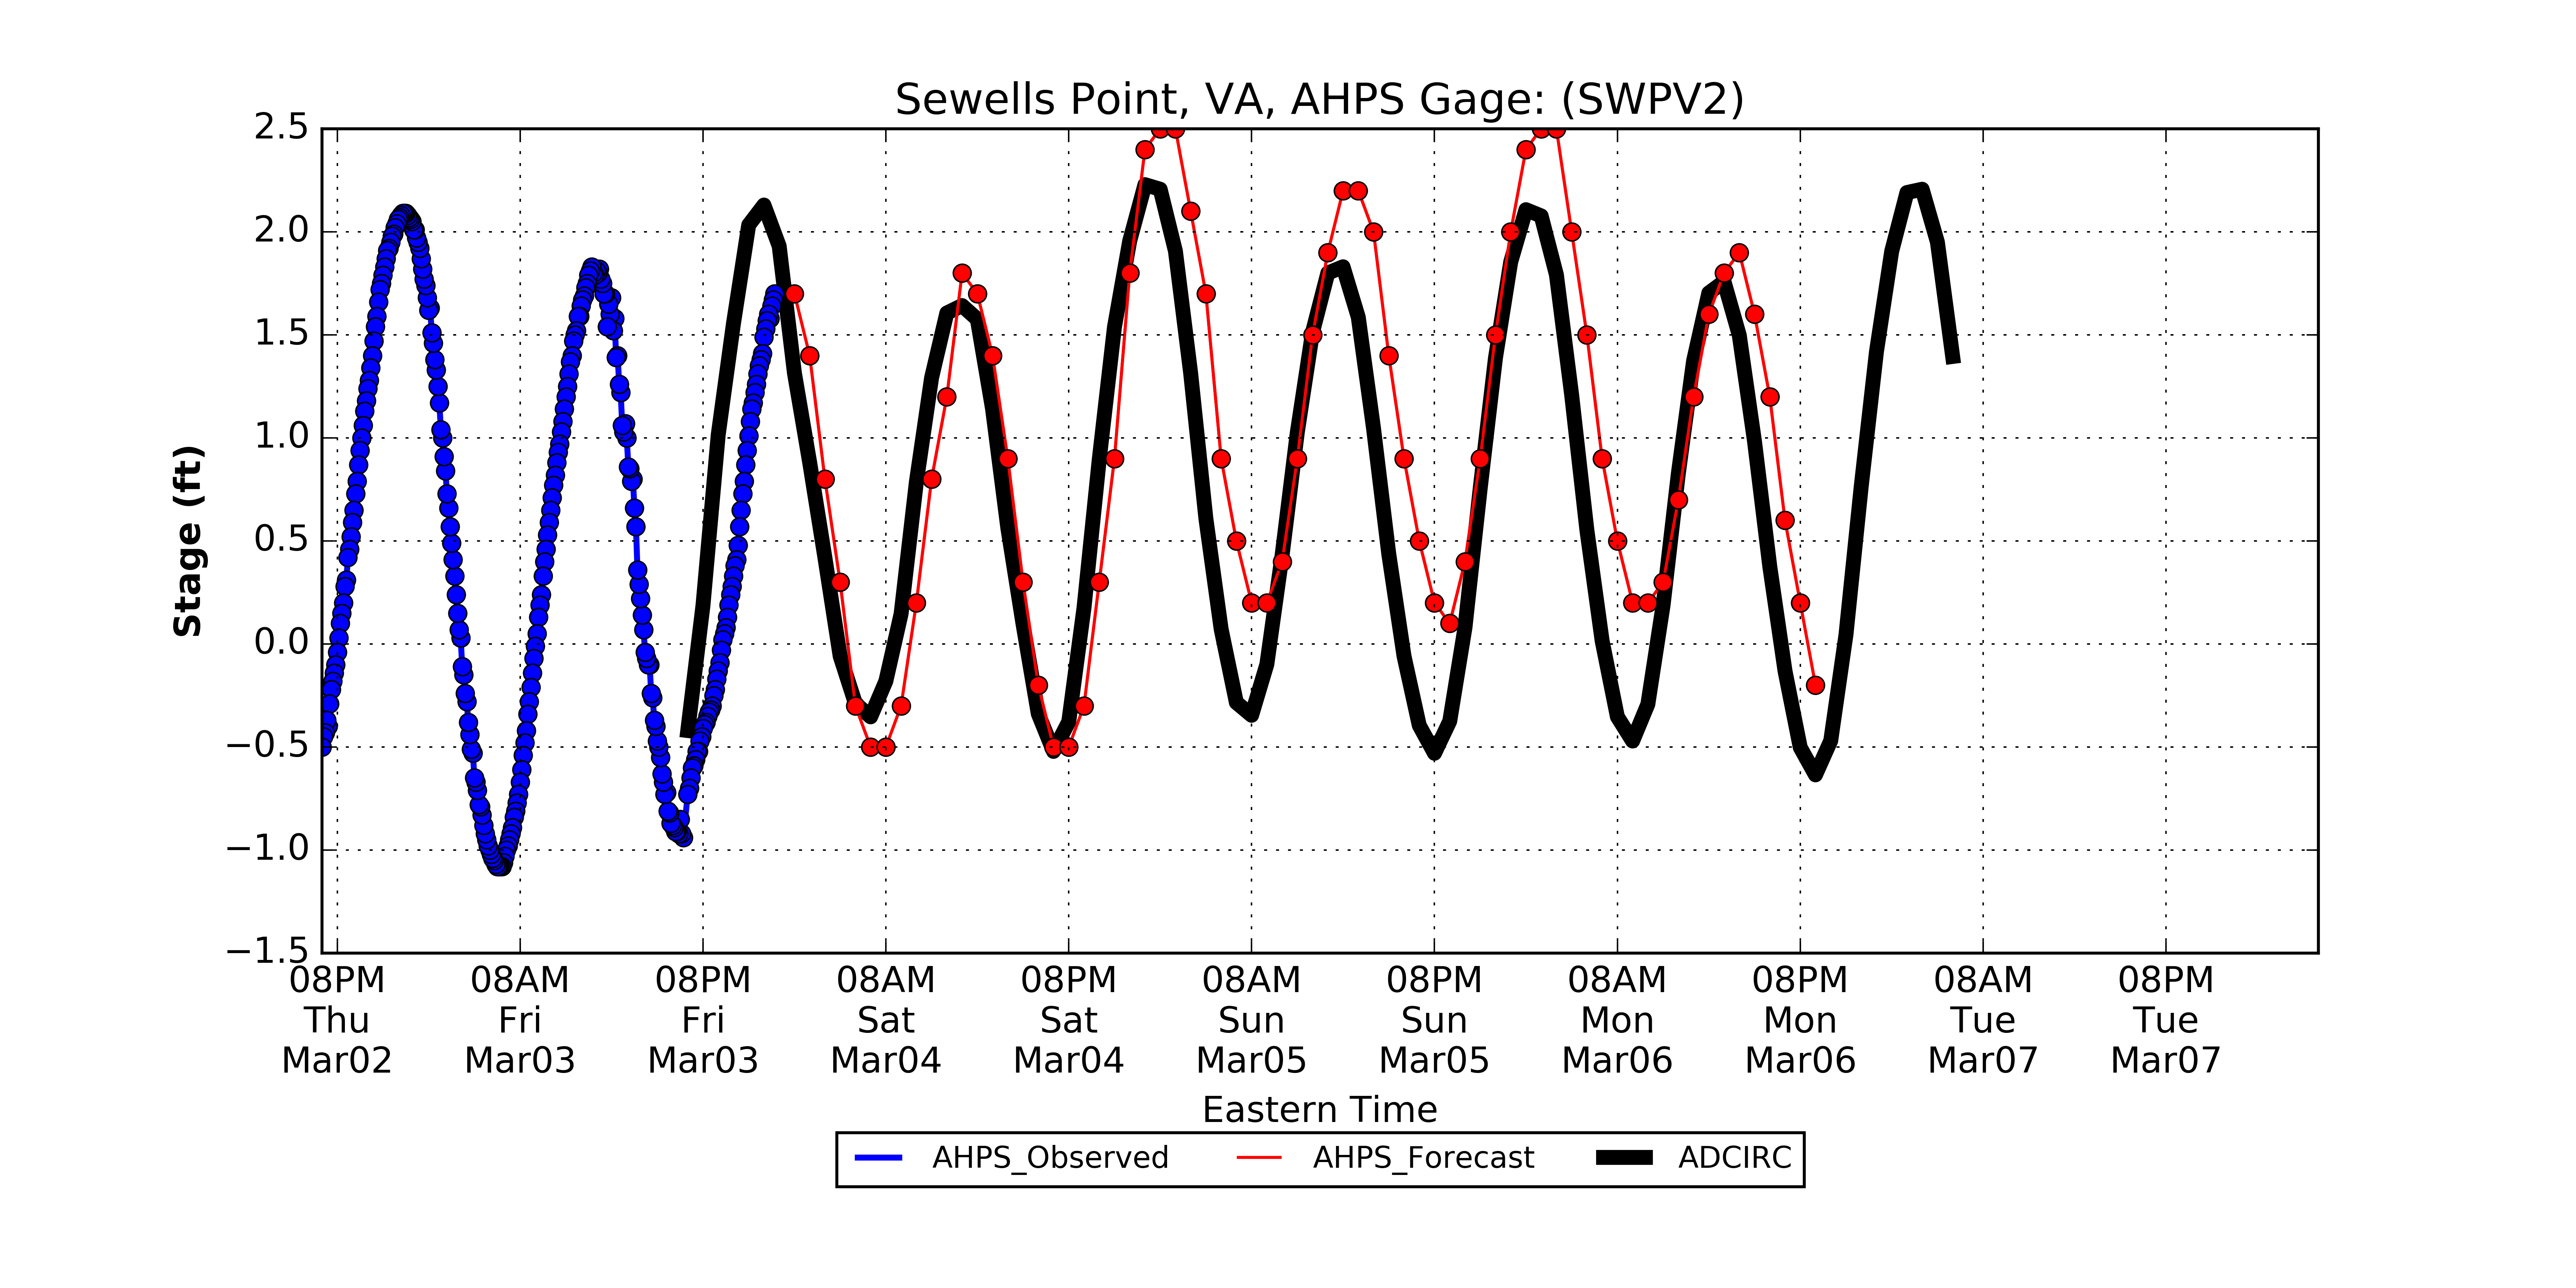 Sewells Point, VA, AHPS Gage: (SWPV2)
2.5
2.0
1.5
1.0
0.5
0.0
−0.5
−1.0
−1.5
Stage (ft)
08PM 08AM 08PM 08AM 08PM 08AM 08PM 08AM 08PM 08AM 08PM
Thu Fri Fri Sat Sat Sun Sun Mon Mon Tue Tue
Mar02 Mar03 Mar03 Mar04 Mar04 Mar05 Mar05 Mar06 Mar06 Mar07 Mar07
Eastern Time
AHPS_Observed AHPS_Forecast ADCIRC